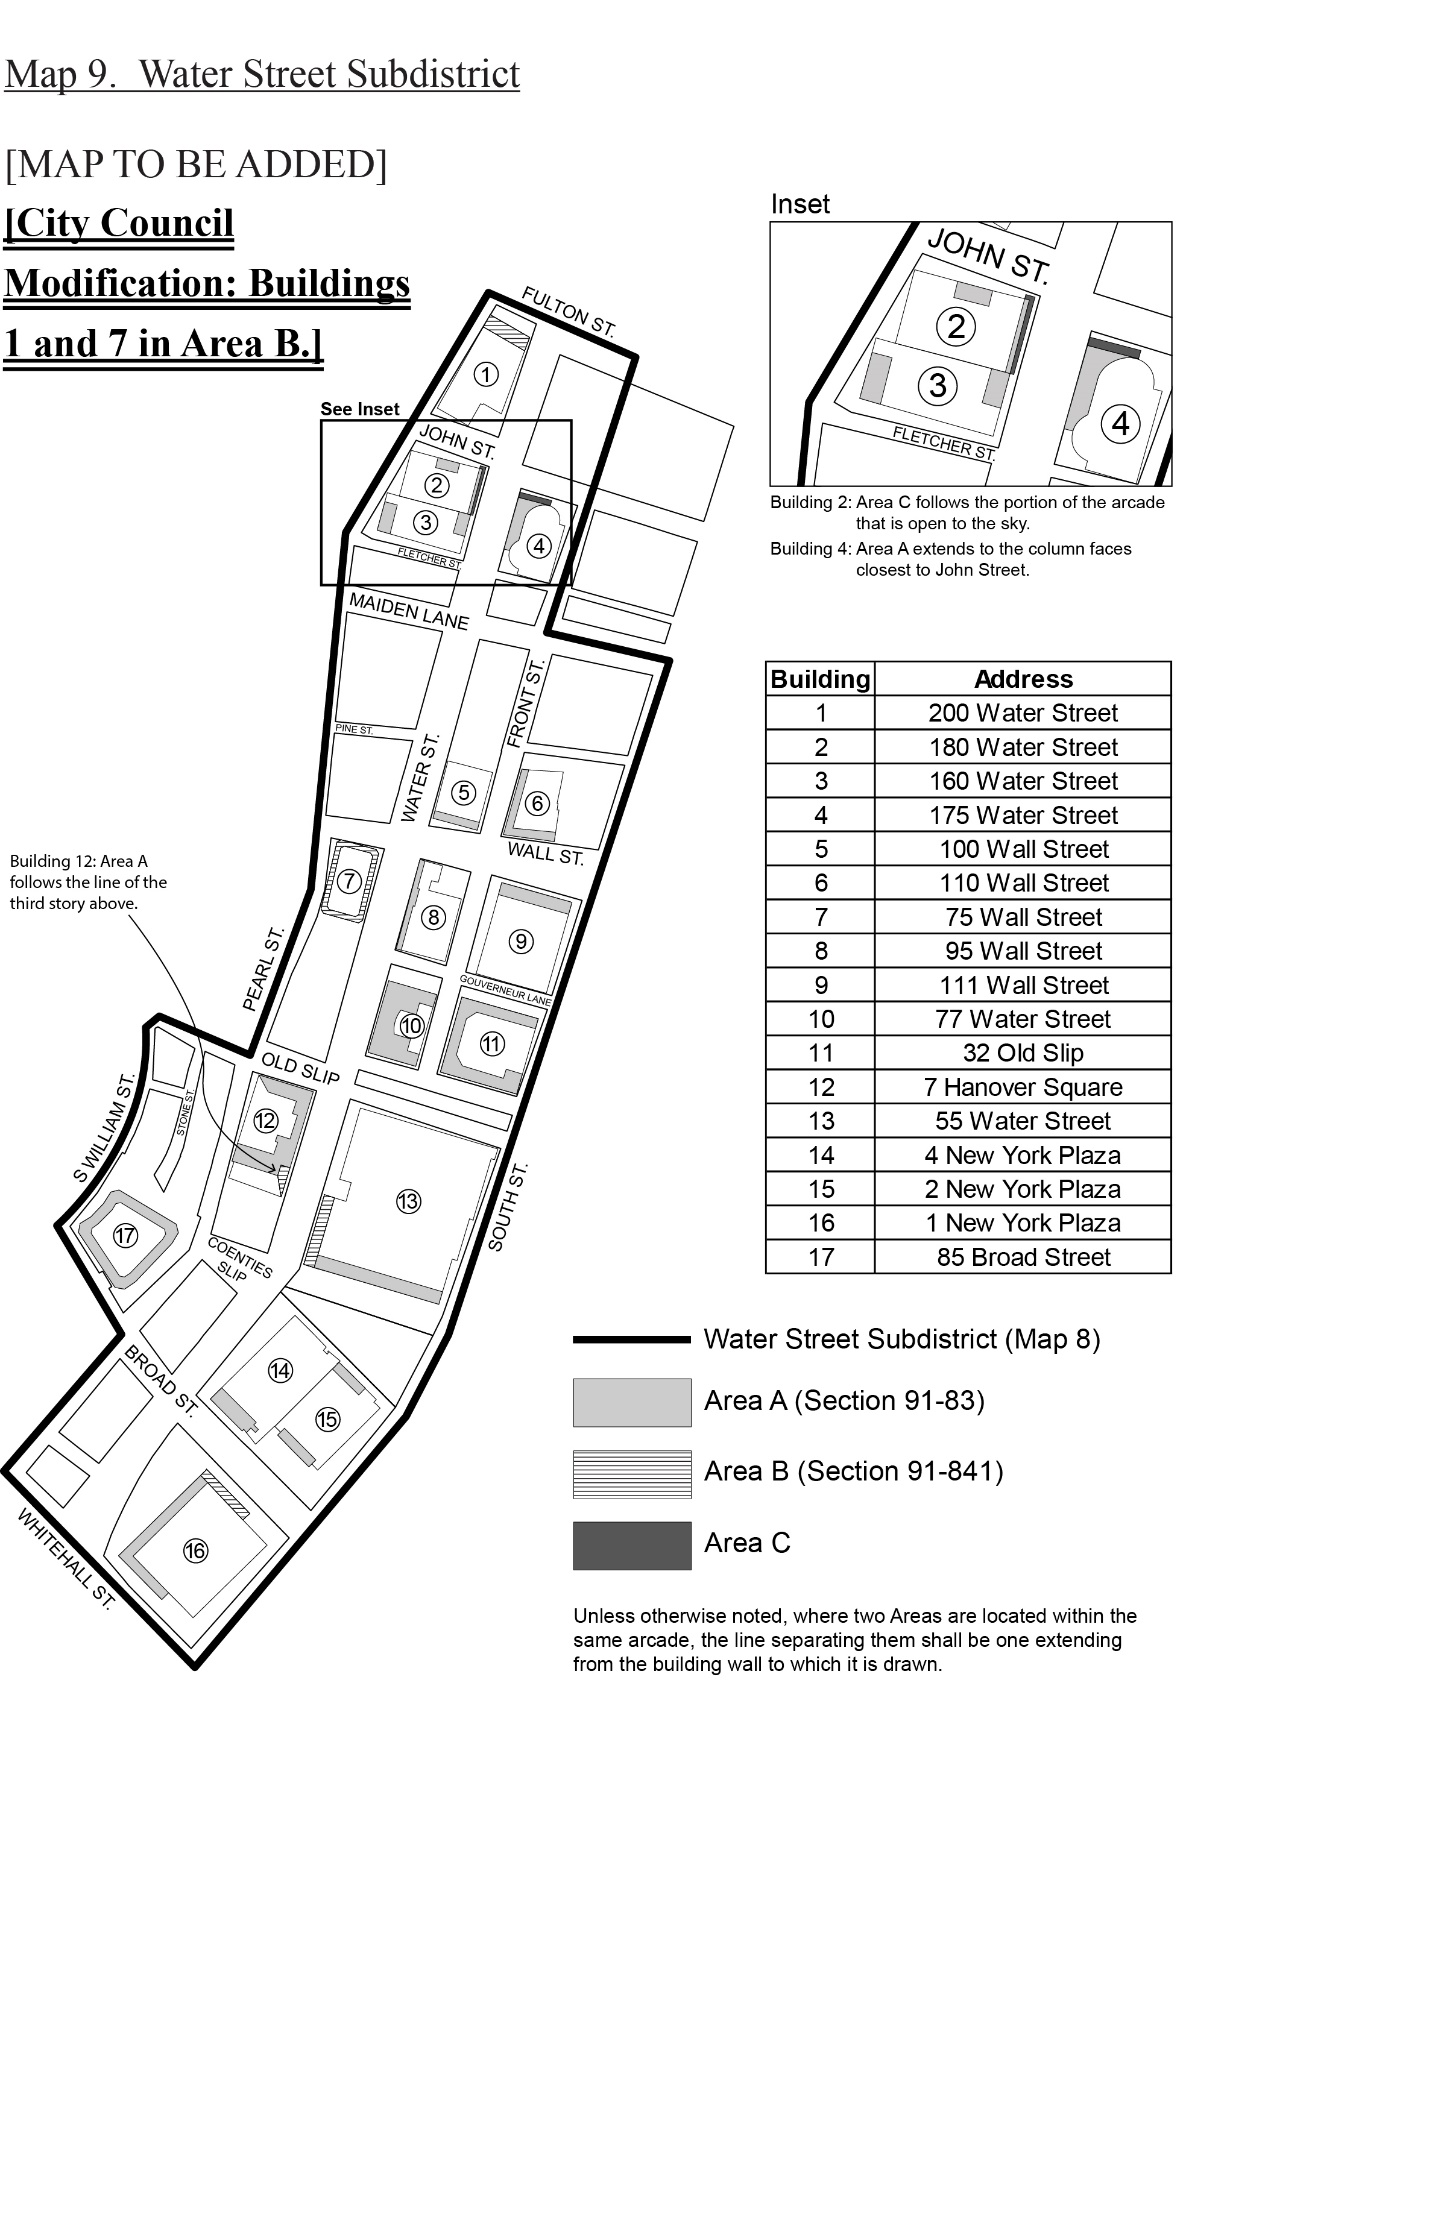 Map 9. Water Street Subdistrict
[MAP TO BE ADDED]
[City Council
Modification: Buildings
1 and 7 in Area B.]
Inset
JOHN ST.
2
3
4
FLETCHER ST.
Building 2: Area C follows the portion of the arcade
that is open to the sky.
Building 4: Area A extends to the column faces
closest to John Street.
FULTON ST.
1
See Inset
JOHN ST.
2
3
4
FLETCHER ST.
MAIDEN LANE
FRONT ST.
PINE ST.
WATER ST.
5
6
WALL ST.
Building 12: Area A
follows the line of the
third story above.
7
8
9
PEARL ST.
GOUVERNEUR LANE
10
11
OLD SLIP
S WILLIAM ST.
STONE ST.
12
13
SOUTH ST.
17
COENTIES
SLIP
14
15
BROAD ST.
16
WHITEHALL ST.
Building Address
1 200 Water Street
2 180 Water Street
3 160 Water Street
4 175 Water Street
5 100 Wall Street
6 110 Wall Street
7 75 Wall Street
8 95 Wall Street
9 111 Wall Street
10 77 Water Street
11 32 Old Slip
12 7 Hanover Square
13 55 Water Street
14 4 New York Plaza
15 2 New York Plaza
16 1 New York Plaza
17 85 Broad Street
Water Street Subdistrict (Map 8)
Area A (Section 91-83)
Area B (Section 91-841)
Area C
Unless otherwise noted, where two Areas are located within the
same arcade, the line separating them shall be one extending
from the building wall to which it is drawn.